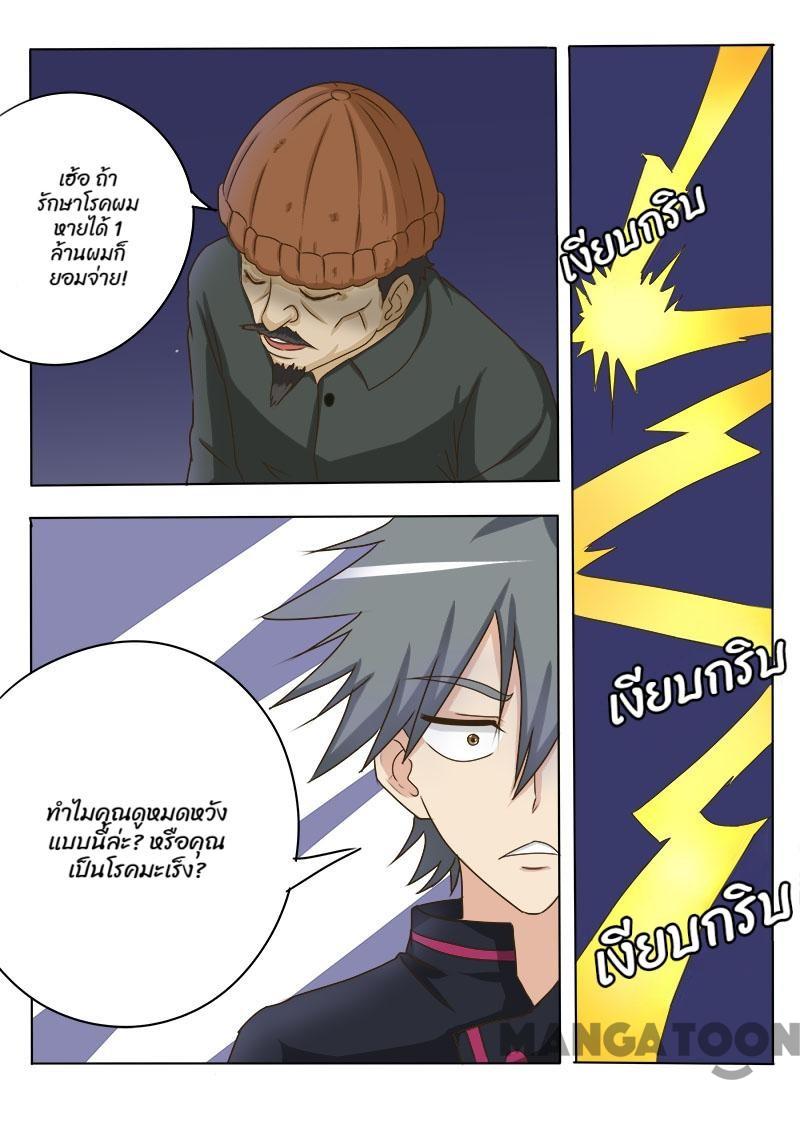 เฮ้อ ถ้า
รักษาโรคผม
หายได้ 1
ล้านผมก็
ยอมจ่าย!
เงียบกริบ
ทำไมคุณดูหมดหวัง
แบบนี้ล่ะ? หรือคุณ
เป็นโรคมะเร็ง?
เงียบกริบ
เงียบกริบ
MANGATOON